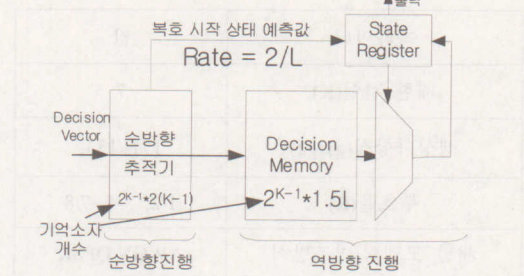 출력
복호 시작 상태 예측값
Rate = 2/L
State
Register
Decision
Vector
순방향
추적기
2^{K-1}*2(K-1)
Decision
Memory
2^{K-1}*1.5L
기억소자
개수
순방향진행
역방향 진행